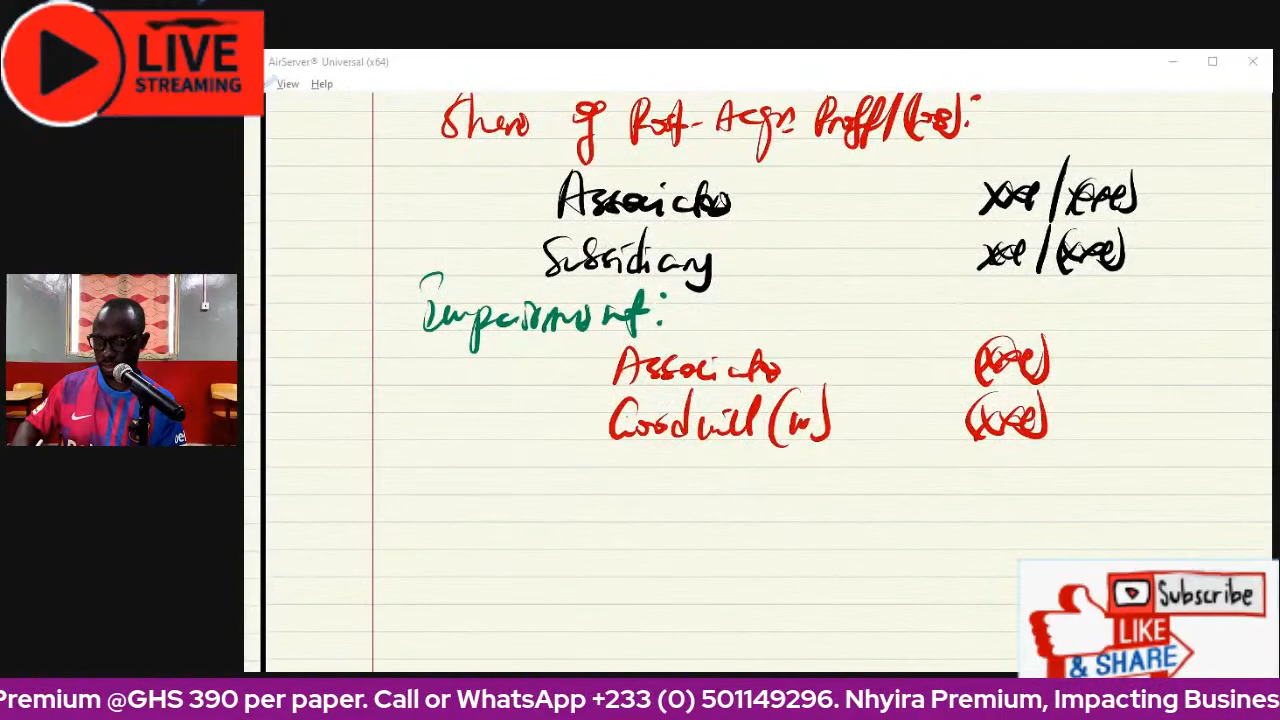 LIVE
STREAMING
AirServer® Universal (x64)
View Help
Share of Post-Acqn Profit/(loss):
Associate xxx/(xxx)
Subsidiary xxx/(xxx)
Impairment:
Associate (xxx)
Goodwill (w) (xxx)
Subscribe
LIKE
& SHARE
Premium @GHS 390 per paper. Call or WhatsApp +233 (0) 501149296. Nhyira Premium, Impacting Busines